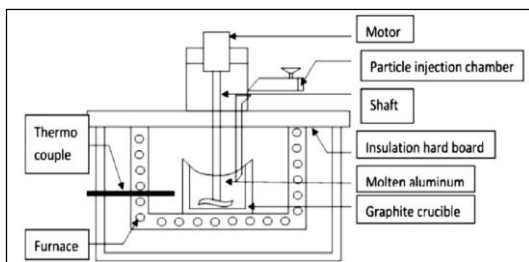 Motor
Particle injection chamber
Shaft
Thermo
couple
Insulation hard board
Molten aluminum
Graphite crucible
Furnace